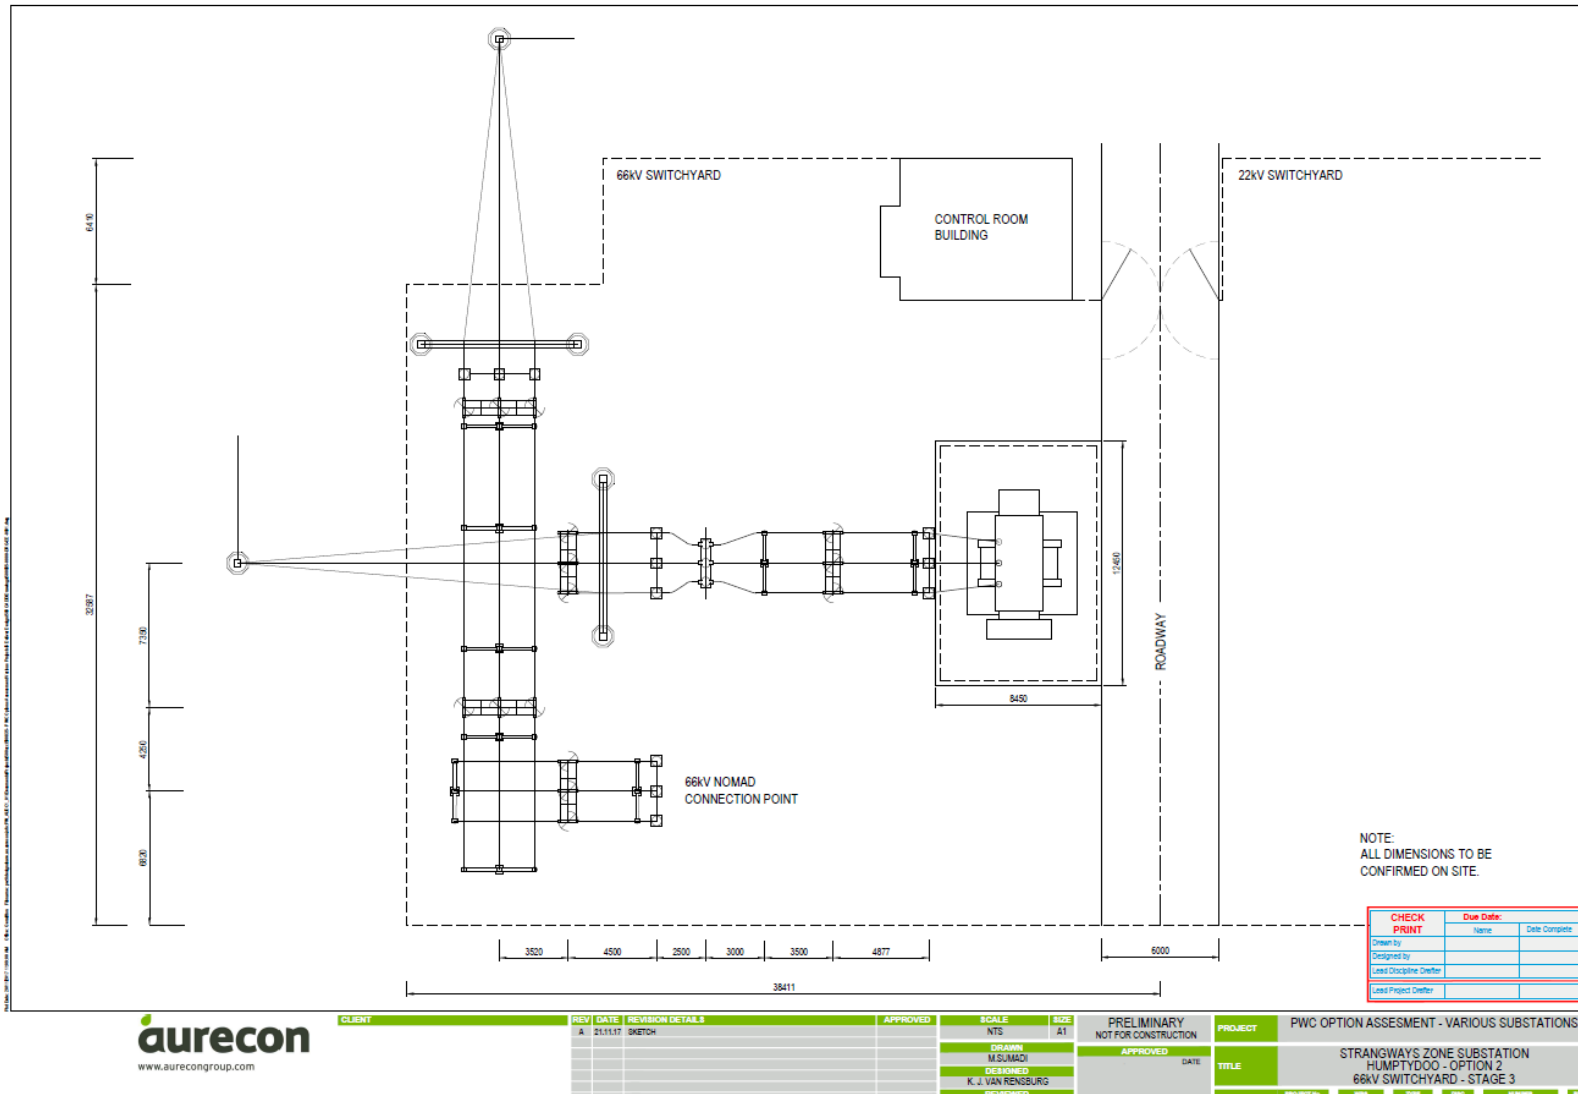 66kV SWITCHYARD
22kV SWITCHYARD
CONTROL ROOM
BUILDING
6410
32587
7350
4250
6820
12450
ROADWAY
8450
66kV NOMAD
CONNECTION POINT
NOTE:
ALL DIMENSIONS TO BE
CONFIRMED ON SITE.
3520 4500 2500 3000 3500 4877 6000
38411
CHECK
PRINT
Due Date:
Name Date Complete
Drawn by
Designed by
Lead Discipline Drafter
Lead Project Drafter
aurecon
www.aurecongroup.com
CLIENT
REV DATE REVISION DETAILS APPROVED
A 21.11.17 SKETCH
SCALE SIZE
NTS A1
DRAWN
M.SUMADI
DESIGNED
K. J. VAN RENSBURG
REVIEWED
PRELIMINARY
NOT FOR CONSTRUCTION
APPROVED
DATE
PROJECT PWC OPTION ASSESMENT - VARIOUS SUBSTATIONS
TITLE
STRANGWAYS ZONE SUBSTATION
HUMPTYDOO - OPTION 2
66kV SWITCHYARD - STAGE 3